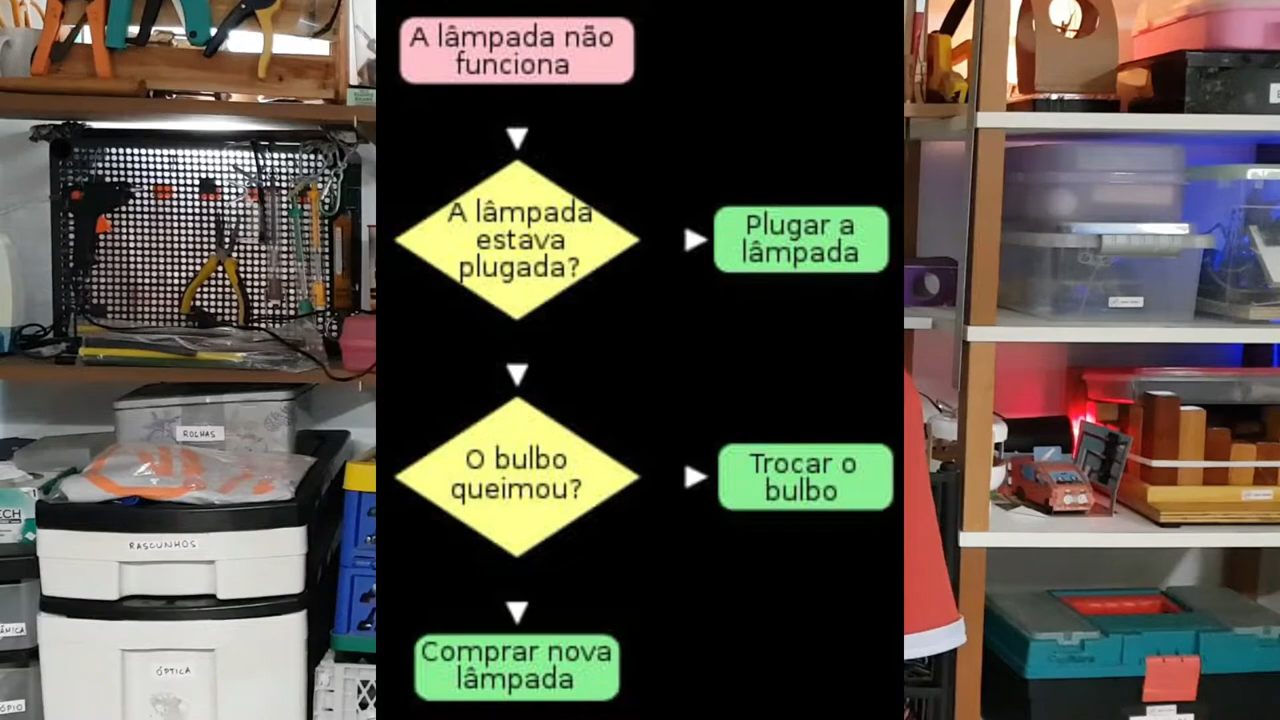 A lâmpada não
funciona
A lâmpada
estava
plugada?
Plugar a
lâmpada
O bulbo
queimou?
Trocar o
bulbo
Comprar nova
lâmpada
ROLHAS
RASCUNHOS
ÓPTICA